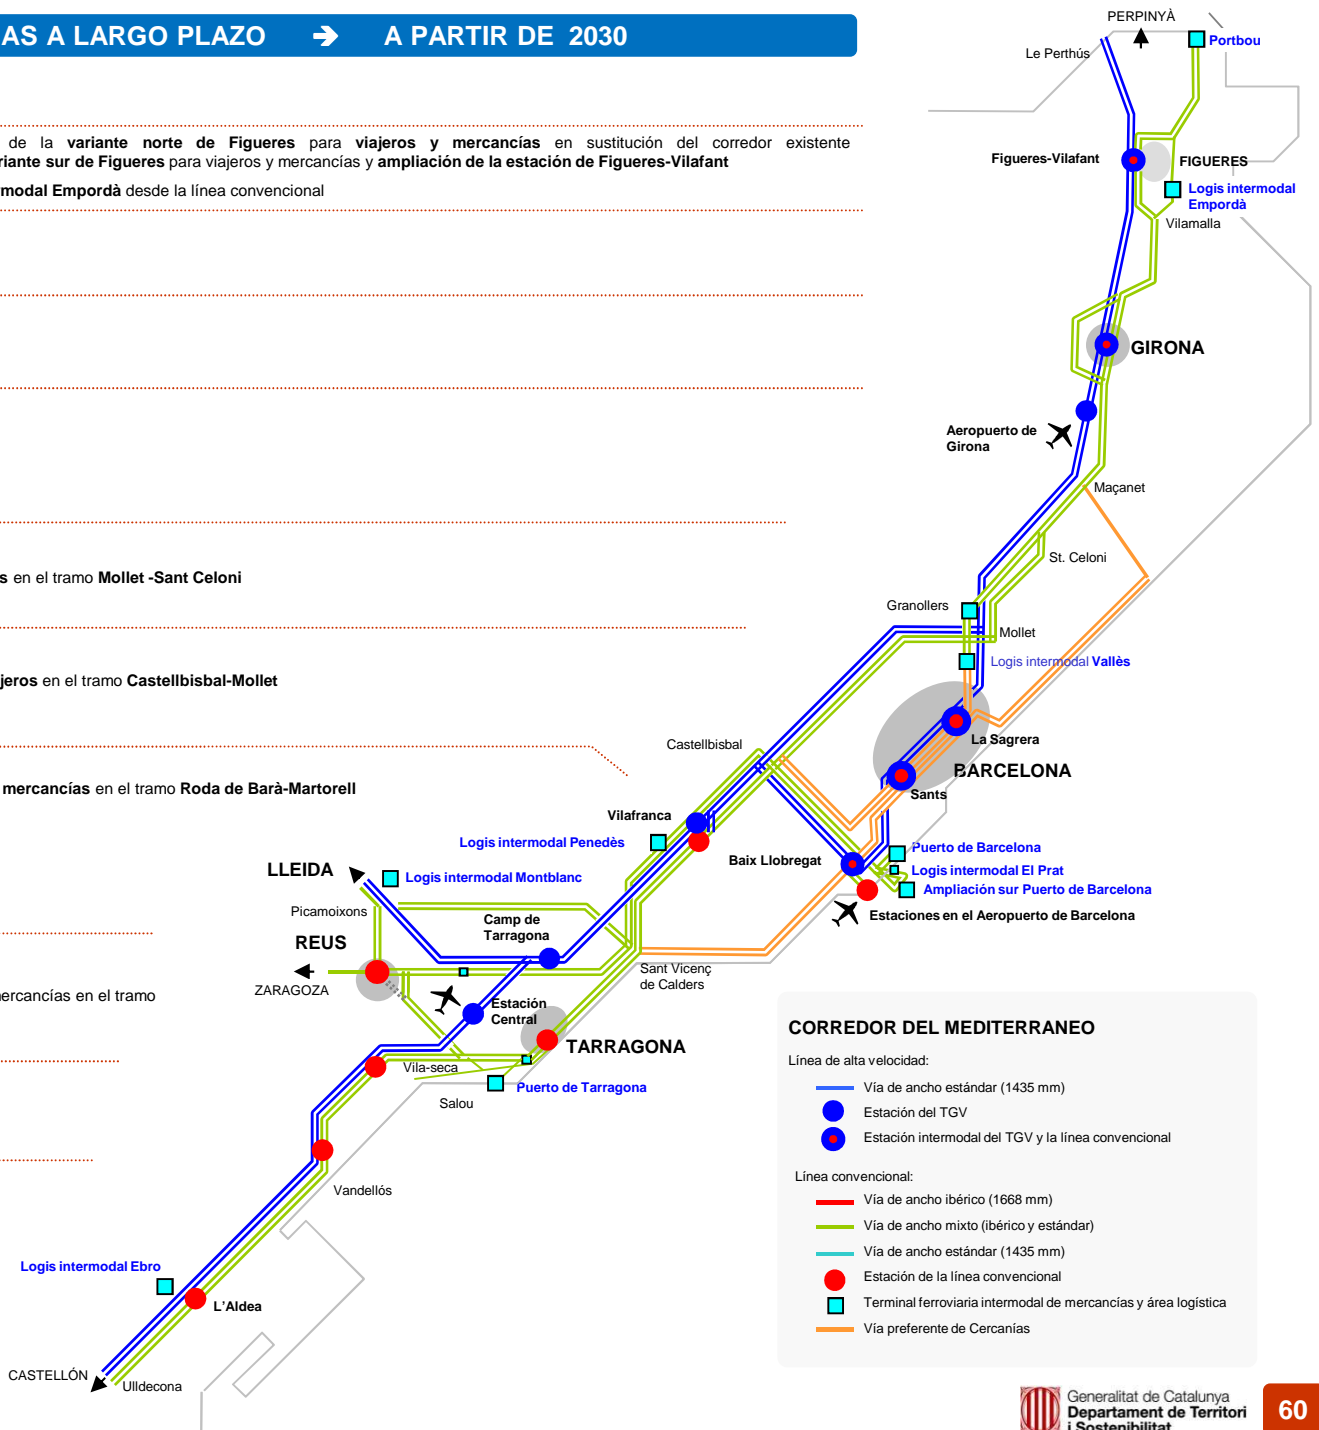 AS A LARGO PLAZO → A PARTIR DE 2030
de la variante norte de Figueres para viajeros y mercancías en sustitución del corredor existente
riante sur de Figueres para viajeros y mercancías y ampliación de la estación de Figueres-Vilafant
rmodal Empordà desde la línea convencional
s en el tramo Mollet -Sant Celoni
jeros en el tramo Castellbisbal-Mollet
mercancías en el tramo Roda de Barà-Martorell
nercancías en el tramo
PERPINYÀ
Le Perthús
Portbou
Figueres-Vilafant
FIGUERES
Logis intermodal
Empordà
Vilamalla
GIRONA
Aeropuerto de
Girona
Maçanet
St. Celoni
Granollers
Mollet
Logis intermodal Vallès
Castellbisbal
La Sagrera
BARCELONA
Sants
Vilafranca
Logis intermodal Penedès
Baix Llobregat
Puerto de Barcelona
Logis intermodal El Prat
Ampliación sur Puerto de Barcelona
Estaciones en el Aeropuerto de Barcelona
LLEIDA
Logis intermodal Montblanc
Picamoixons
Camp de
Tarragona
REUS
Sant Vicenç
de Calders
ZARAGOZA
Estación
Central
TARRAGONA
Vila-seca
Puerto de Tarragona
Salou
Vandellós
Logis intermodal Ebro
L'Aldea
CASTELLÓN
Ulldecona
CORREDOR DEL MEDITERRANEO
Línea de alta velocidad:
Vía de ancho estándar (1435 mm)
Estación del TGV
Estación intermodal del TGV y la línea convencional
Línea convencional:
Vía de ancho ibérico (1668 mm)
Vía de ancho mixto (ibérico y estándar)
Vía de ancho estándar (1435 mm)
Estación de la línea convencional
Terminal ferroviaria intermodal de mercancías y área logística
Vía preferente de Cercanías
Generalitat de Catalunya
Departament de Territori
i Sostenibilitat
60